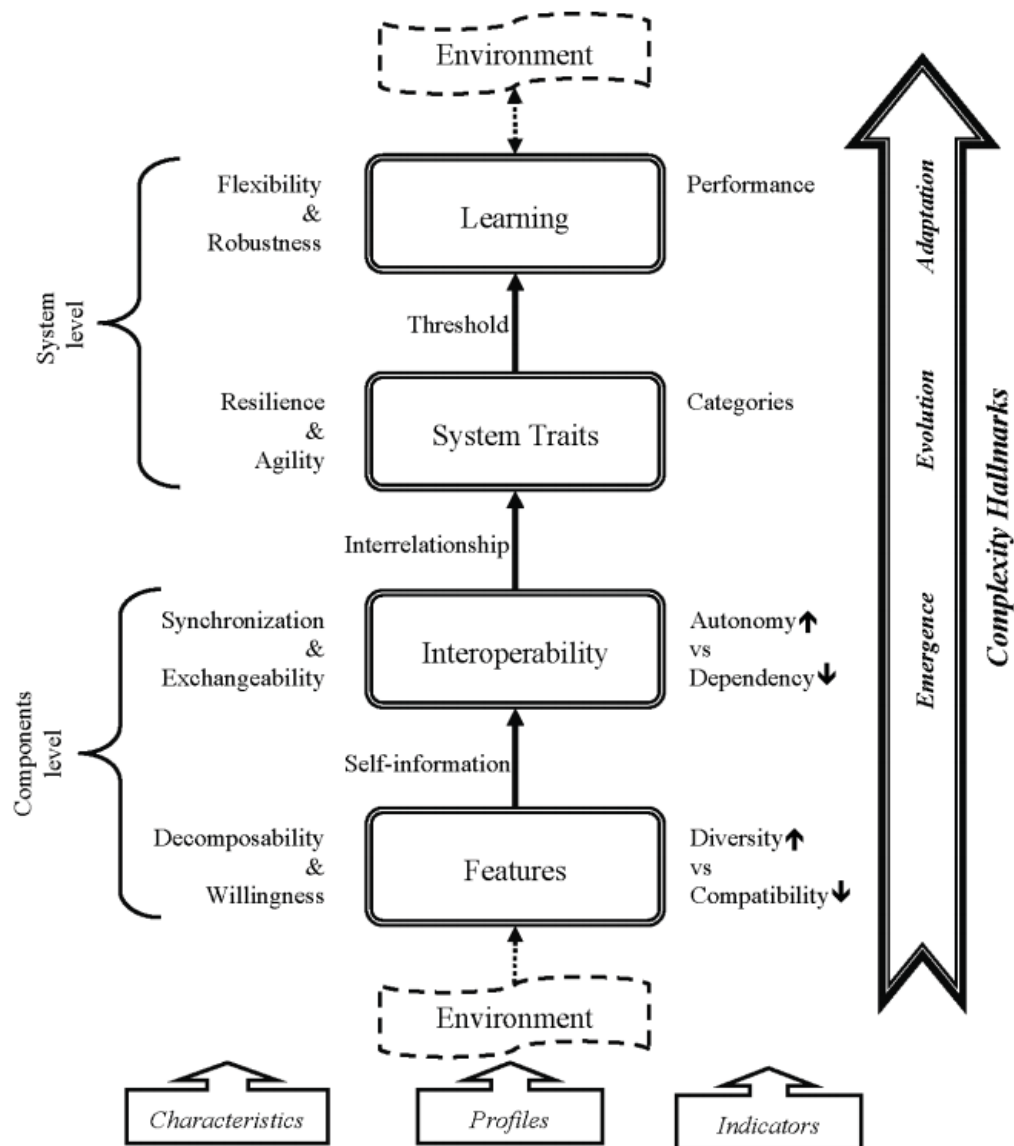 Environment
Flexibility
&
Robustness
Learning
Performance
Threshold
System
level
Resilience
&
Agility
System Traits
Categories
Interrelationship
Synchronization
&
Exchangeability
Interoperability
Autonomy↑
vs
Dependency↓
Self-information
Components
level
Decomposability
&
Willingness
Features
Diversity↑
vs
Compatibility↓
Environment
Adaptation
Evolution
Emergence
Complexity Hallmarks
Characteristics
Profiles
Indicators